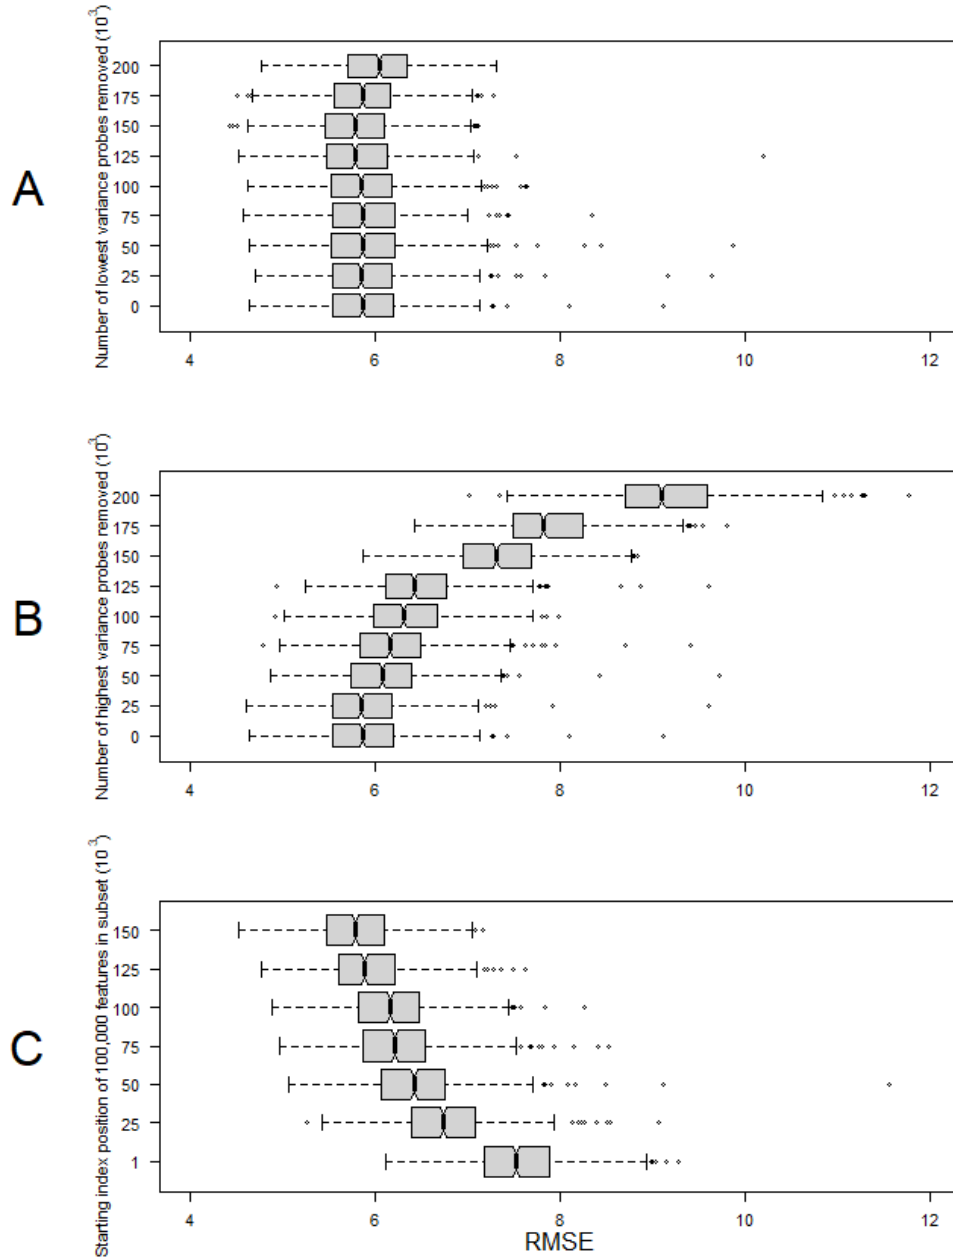 A
Number of lowest variance probes removed (10³)
200
175
150
125
100
75
50
25
0
4 6 8 10 12
B
Number of highest variance probes removed (10³)
200
175
150
125
100
75
50
25
0
4 6 8 10 12
C
Starting index position of 100,000 features in subset (10³)
150
125
100
75
50
25
1
4 6 8 10 12
RMSE